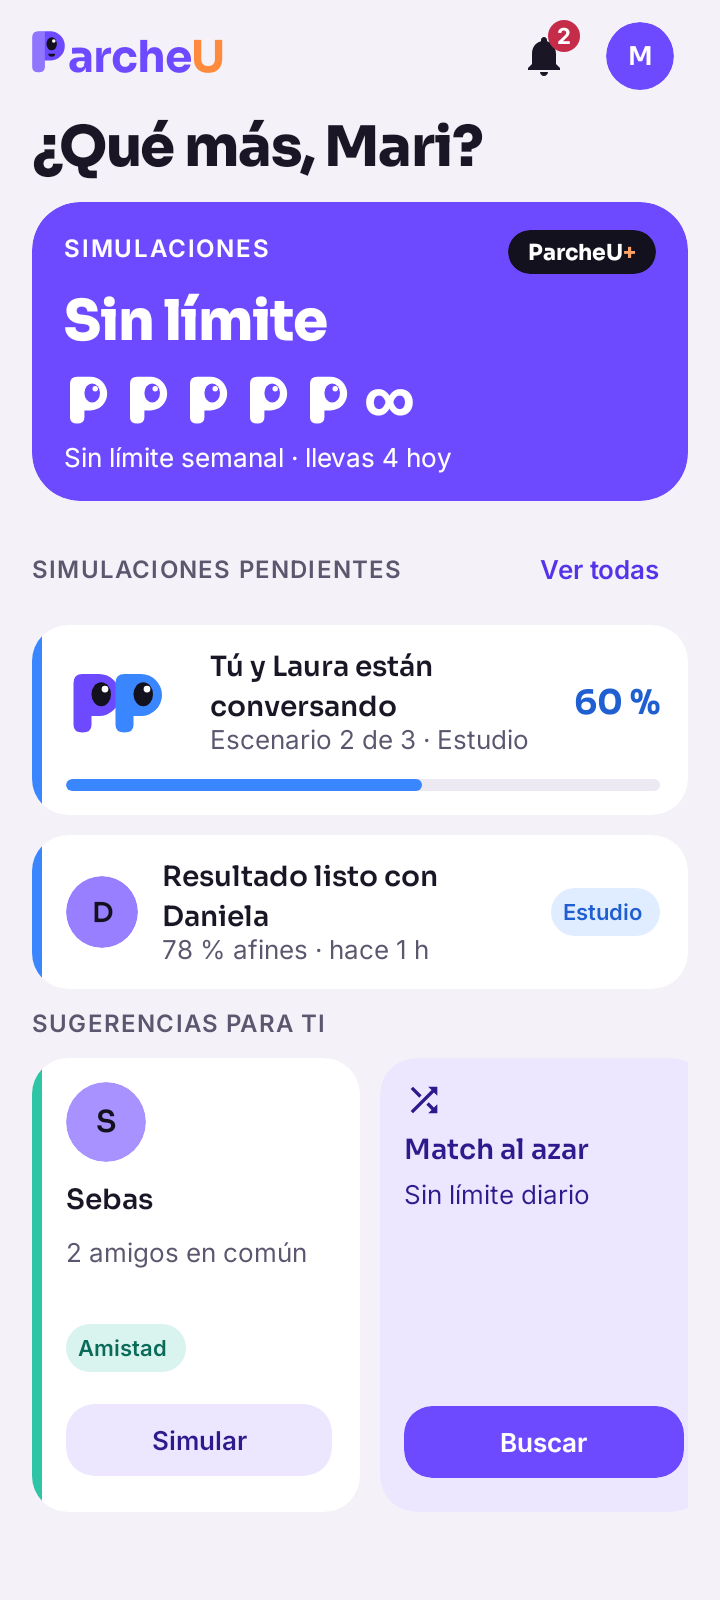 ParcheU
2
M
¿Qué más, Mari?
SIMULACIONES
ParcheU+
Sin límite
P P P P P ∞
Sin límite semanal · llevas 4 hoy
SIMULACIONES PENDIENTES
Ver todas
PP
Tú y Laura están
conversando
Escenario 2 de 3 · Estudio
60 %
D
Resultado listo con
Daniela
78 % afines · hace 1 h
Estudio
SUGERENCIAS PARA TI
S
Sebas
2 amigos en común
Amistad
Simular
Match al azar
Sin límite diario
Buscar